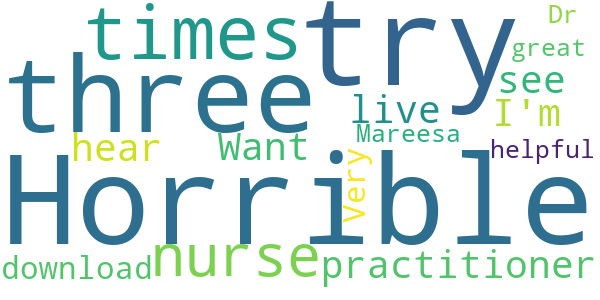 times try Dr
great
three see
live I'm
hear Want Mareesa
helpful
Horrible Very
download nurse practitioner